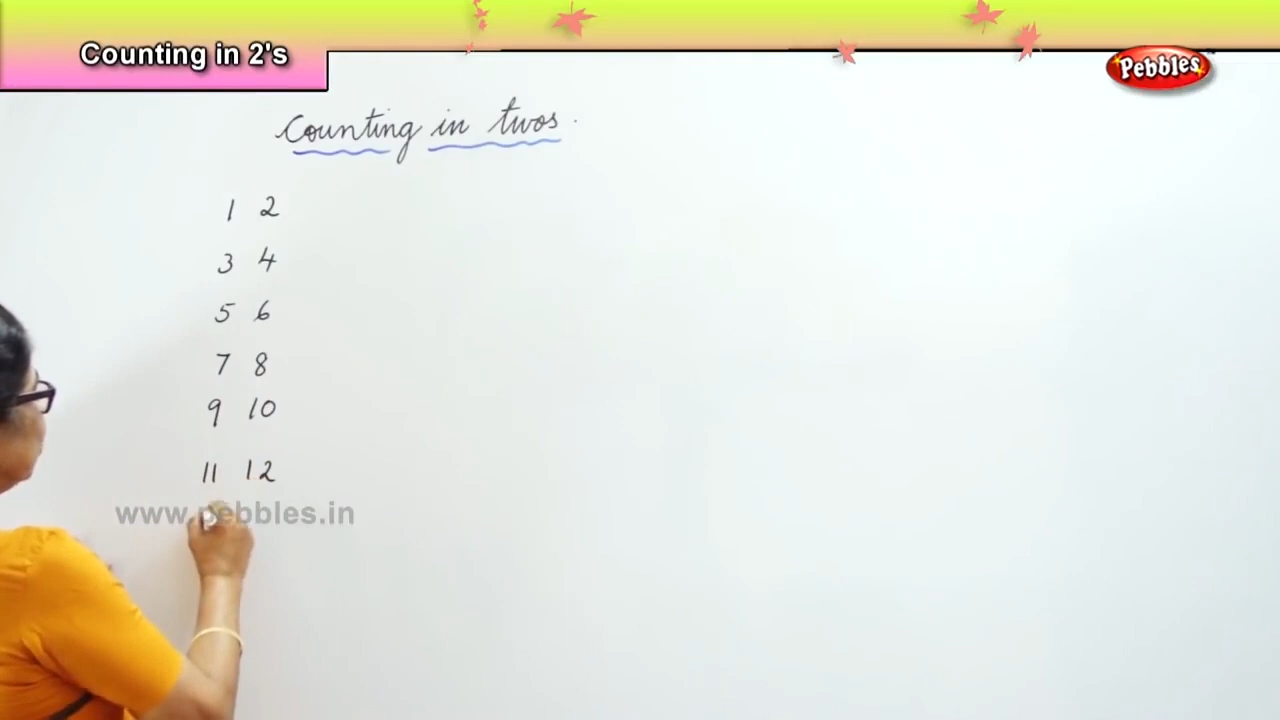 Counting in 2's
Pebbles
Counting in twos.
1 2
3 4
5 6
7 8
9 10
11 12
www.pebbles.in